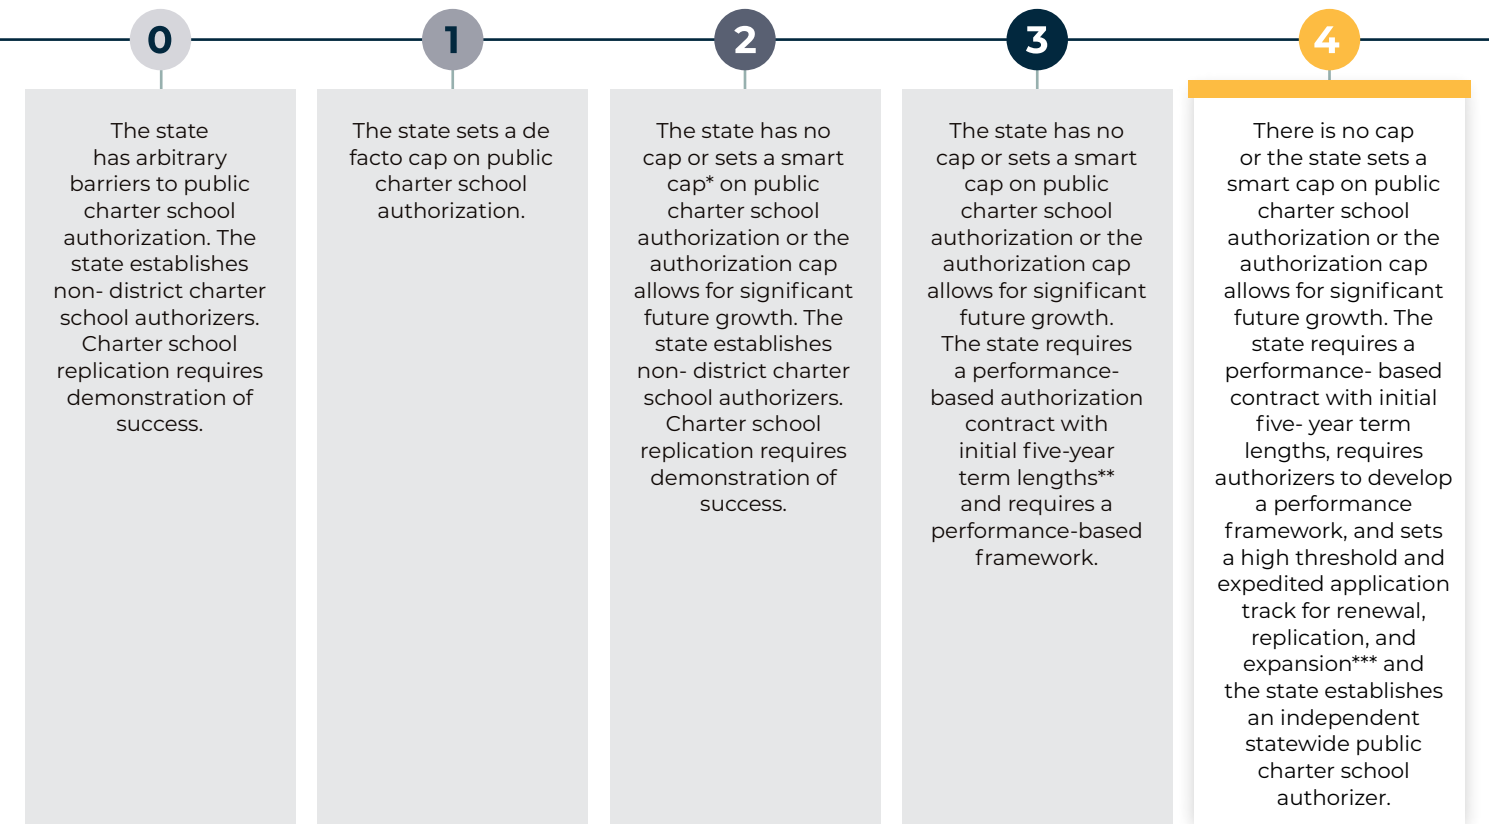 0
The state
has arbitrary
barriers to public
charter school
authorization. The
state establishes
non- district charter
school authorizers.
Charter school
replication requires
demonstration of
success.
1
The state sets a de
facto cap on public
charter school
authorization.
2
The state has no
cap or sets a smart
cap* on public
charter school
authorization or the
authorization cap
allows for significant
future growth. The
state establishes
non- district charter
school authorizers.
Charter school
replication requires
demonstration of
success.
3
The state has no
cap or sets a smart
cap on public
charter school
authorization or the
authorization cap
allows for significant
future growth.
The state requires
a performance-
based authorization
contract with
initial five-year
term lengths**
and requires a
performance-based
framework.
4
There is no cap
or the state sets a
smart cap on public
charter school
authorization or the
authorization cap
allows for significant
future growth. The
state requires a
performance- based
contract with initial
five- year term
lengths, requires
authorizers to develop
a performance
framework, and sets
a high threshold and
expedited application
track for renewal,
replication, and
expansion*** and
the state establishes
an independent
statewide public
charter school
authorizer.